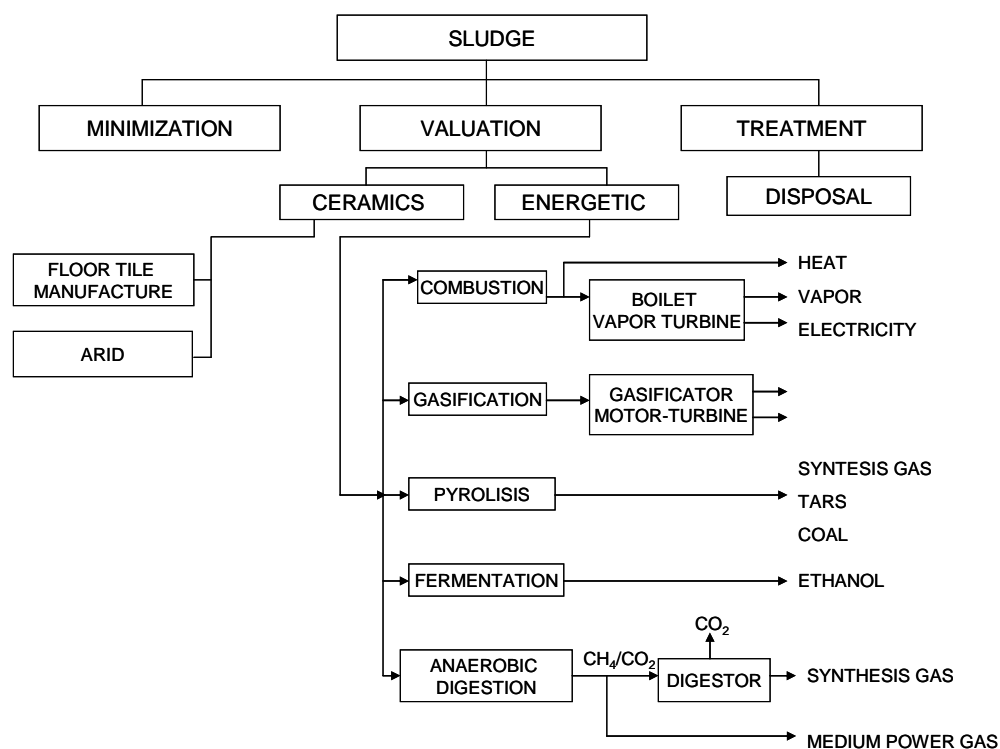 SLUDGE
MINIMIZATION
VALUATION
TREATMENT
CERAMICS
ENERGETIC
DISPOSAL
FLOOR TILE
MANUFACTURE
ARID
COMBUSTION
BOILET
VAPOR TURBINE
HEAT
VAPOR
ELECTRICITY
GASIFICATION
GASIFICATOR
MOTOR-TURBINE
PYROLISIS
SYNTESIS GAS
TARS
COAL
FERMENTATION
ETHANOL
ANAEROBIC
DIGESTION
CH₄/CO₂
CO₂
DIGESTOR
SYNTHESIS GAS
MEDIUM POWER GAS